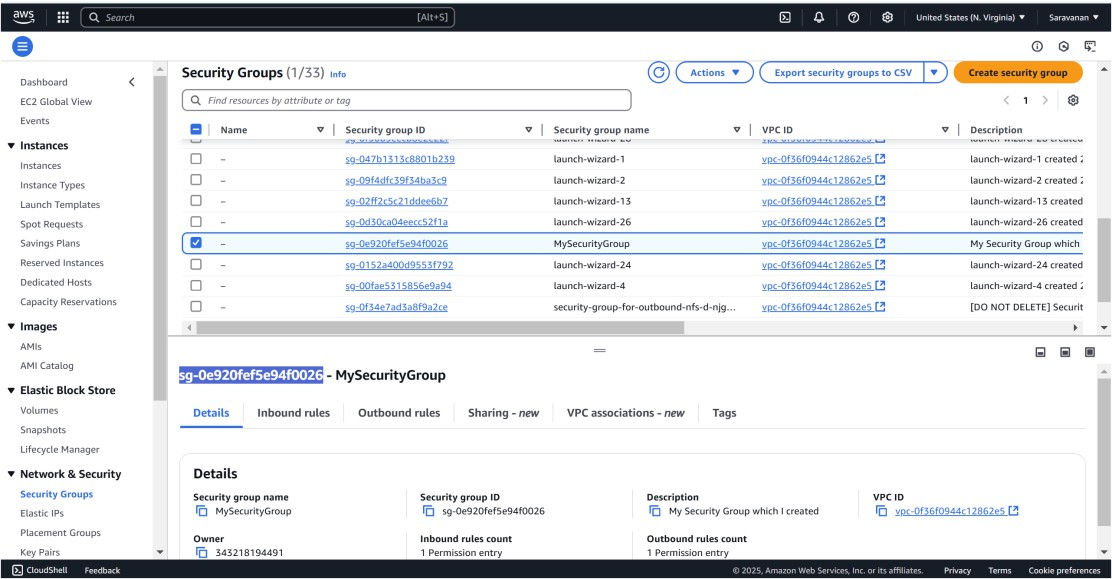 aws
Search [Alt+S]
United States (N. Virginia) ▼ Saravanan ▼
Dashboard
EC2 Global View
Events
Instances
Instances
Instance Types
Launch Templates
Spot Requests
Savings Plans
Reserved Instances
Dedicated Hosts
Capacity Reservations
Images
AMIs
AMI Catalog
Elastic Block Store
Volumes
Snapshots
Lifecycle Manager
Network & Security
Security Groups
Elastic IPs
Placement Groups
Key Pairs
Security Groups (1/33) Info
Actions ▼ Export security groups to CSV ▼ Create security group
Find resources by attribute or tag
1
Name Security group ID Security group name VPC ID Description
– sg-047b1313c8801b239 launch-wizard-1 vpc-0f36f0944c12862e5 launch-wizard-1 created 2
– sg-09f4dfc39f34ba3c9 launch-wizard-2 vpc-0f36f0944c12862e5 launch-wizard-2 created 2
– sg-02ff2c5c21ddee6b7 launch-wizard-13 vpc-0f36f0944c12862e5 launch-wizard-13 created
– sg-0d30ca04eecc52f1a launch-wizard-26 vpc-0f36f0944c12862e5 launch-wizard-26 created
– sg-0e920fef5e94f0026 MySecurityGroup vpc-0f36f0944c12862e5 My Security Group which
– sg-0152a400d9553f792 launch-wizard-24 vpc-0f36f0944c12862e5 launch-wizard-24 created
– sg-00fae5315856e9a94 launch-wizard-4 vpc-0f36f0944c12862e5 launch-wizard-4 created 2
– sg-0f34e7ad3a8f9a2ce security-group-for-outbound-nfs-d-njg... vpc-0f36f0944c12862e5 [DO NOT DELETE] Securit
sg-0e920fef5e94f0026 - MySecurityGroup
Details Inbound rules Outbound rules Sharing - new VPC associations - new Tags
Details
Security group name Security group ID Description VPC ID
MySecurityGroup sg-0e920fef5e94f0026 My Security Group which I created vpc-0f36f0944c12862e5
Owner Inbound rules count Outbound rules count
343218194491 1 Permission entry 1 Permission entry
CloudShell Feedback © 2025, Amazon Web Services, Inc. or its affiliates. Privacy Terms Cookie preferences